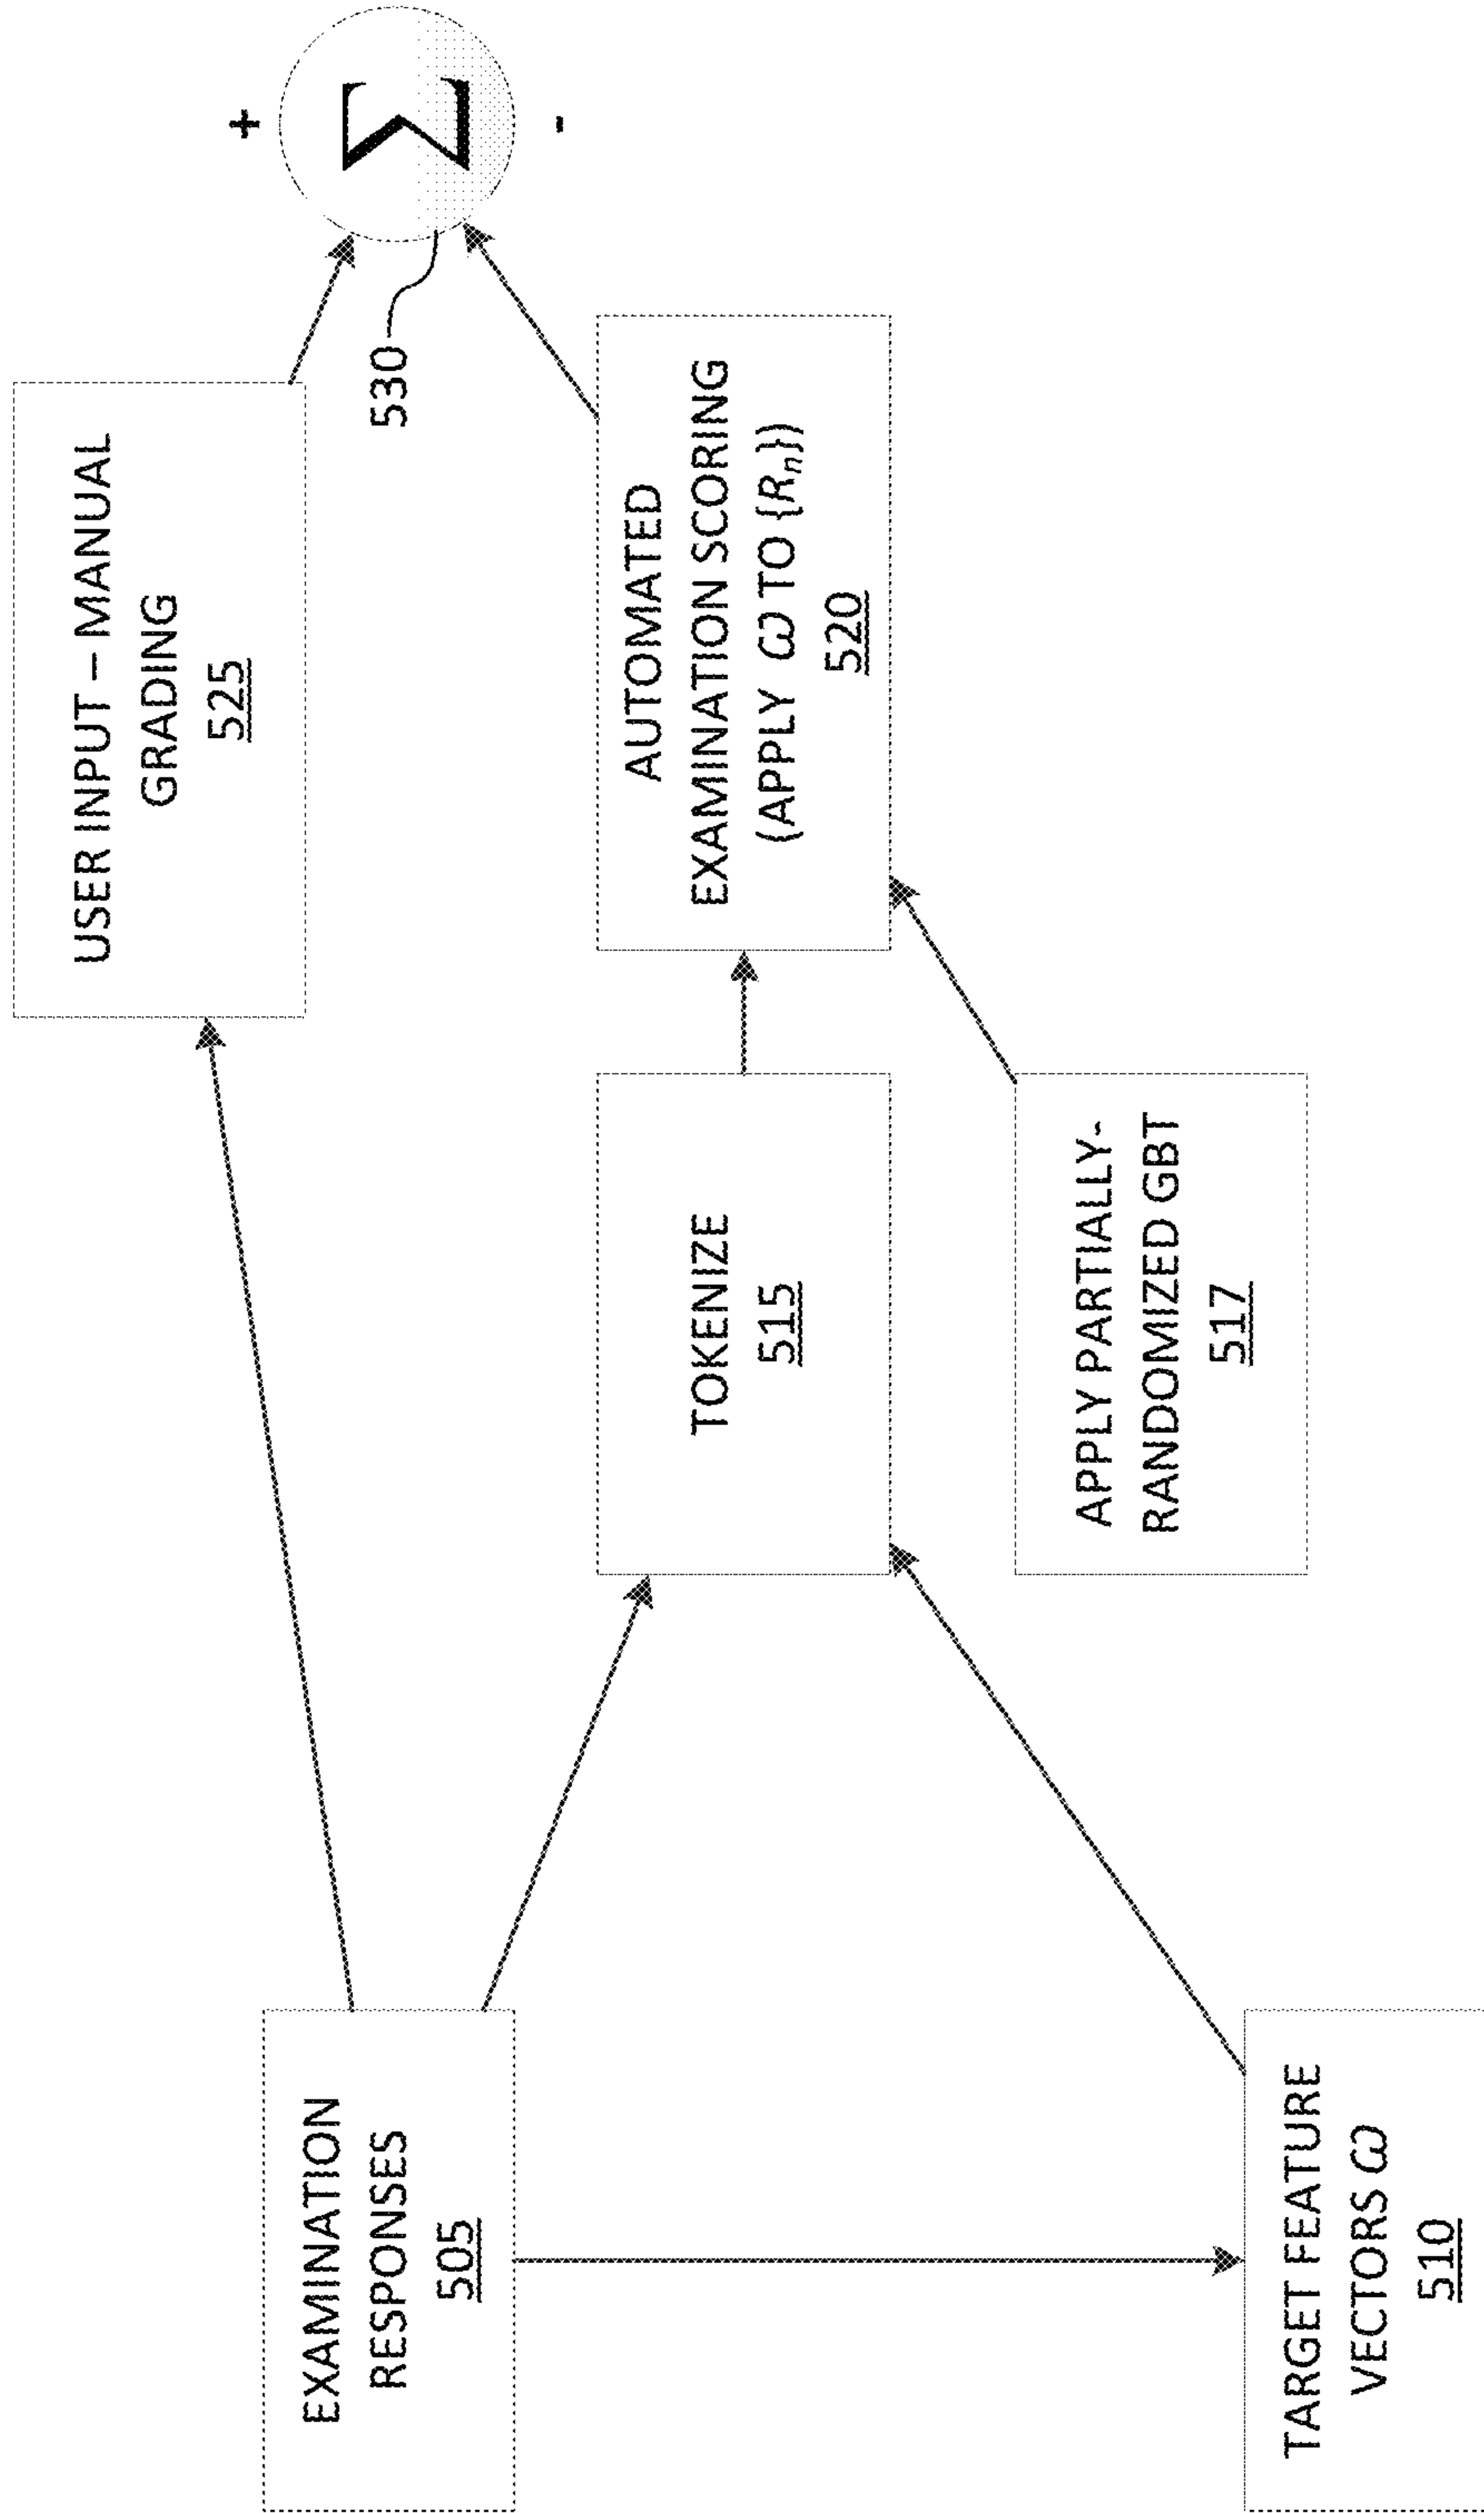 EXAMINATION
RESPONSES
505
TARGET FEATURE
VECTORS ω
510
TOKENIZE
515
APPLY PARTIALLY-
RANDOMIZED GBT
517
USER INPUT – MANUAL
GRADING
525
AUTOMATED
EXAMINATION SCORING
(APPLY ω TO {Rn})
520
530
+
Σ
-